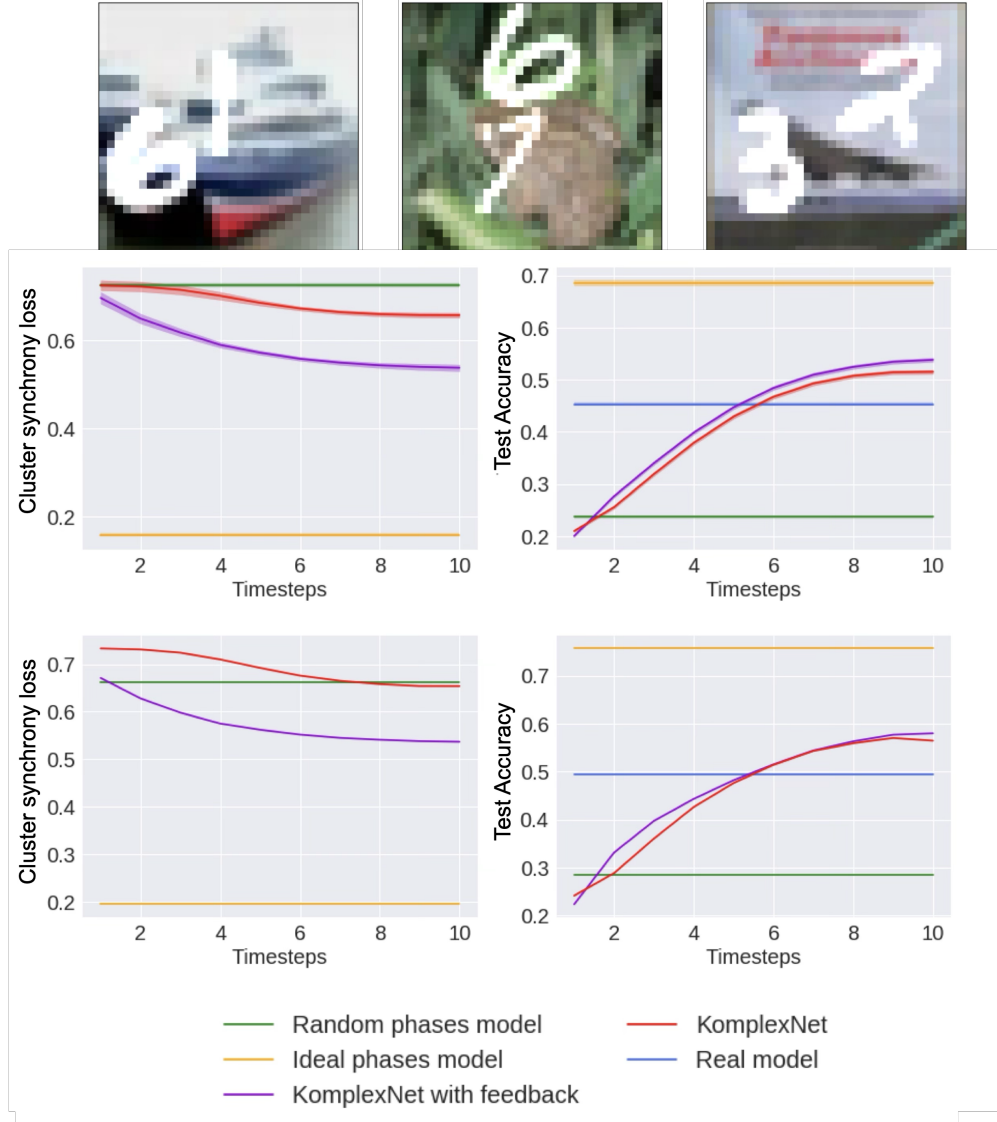 6 1
6
7
3 7
Cluster synchrony loss
0.6
0.4
0.2
2 4 6 8 10
Timesteps
Test Accuracy
0.7
0.6
0.5
0.4
0.3
0.2
2 4 6 8 10
Timesteps
Cluster synchrony loss
0.7
0.6
0.5
0.4
0.3
0.2
2 4 6 8 10
Timesteps
Test Accuracy
0.7
0.6
0.5
0.4
0.3
0.2
2 4 6 8 10
Timesteps
Random phases model
Ideal phases model
KomplexNet with feedback
KomplexNet
Real model